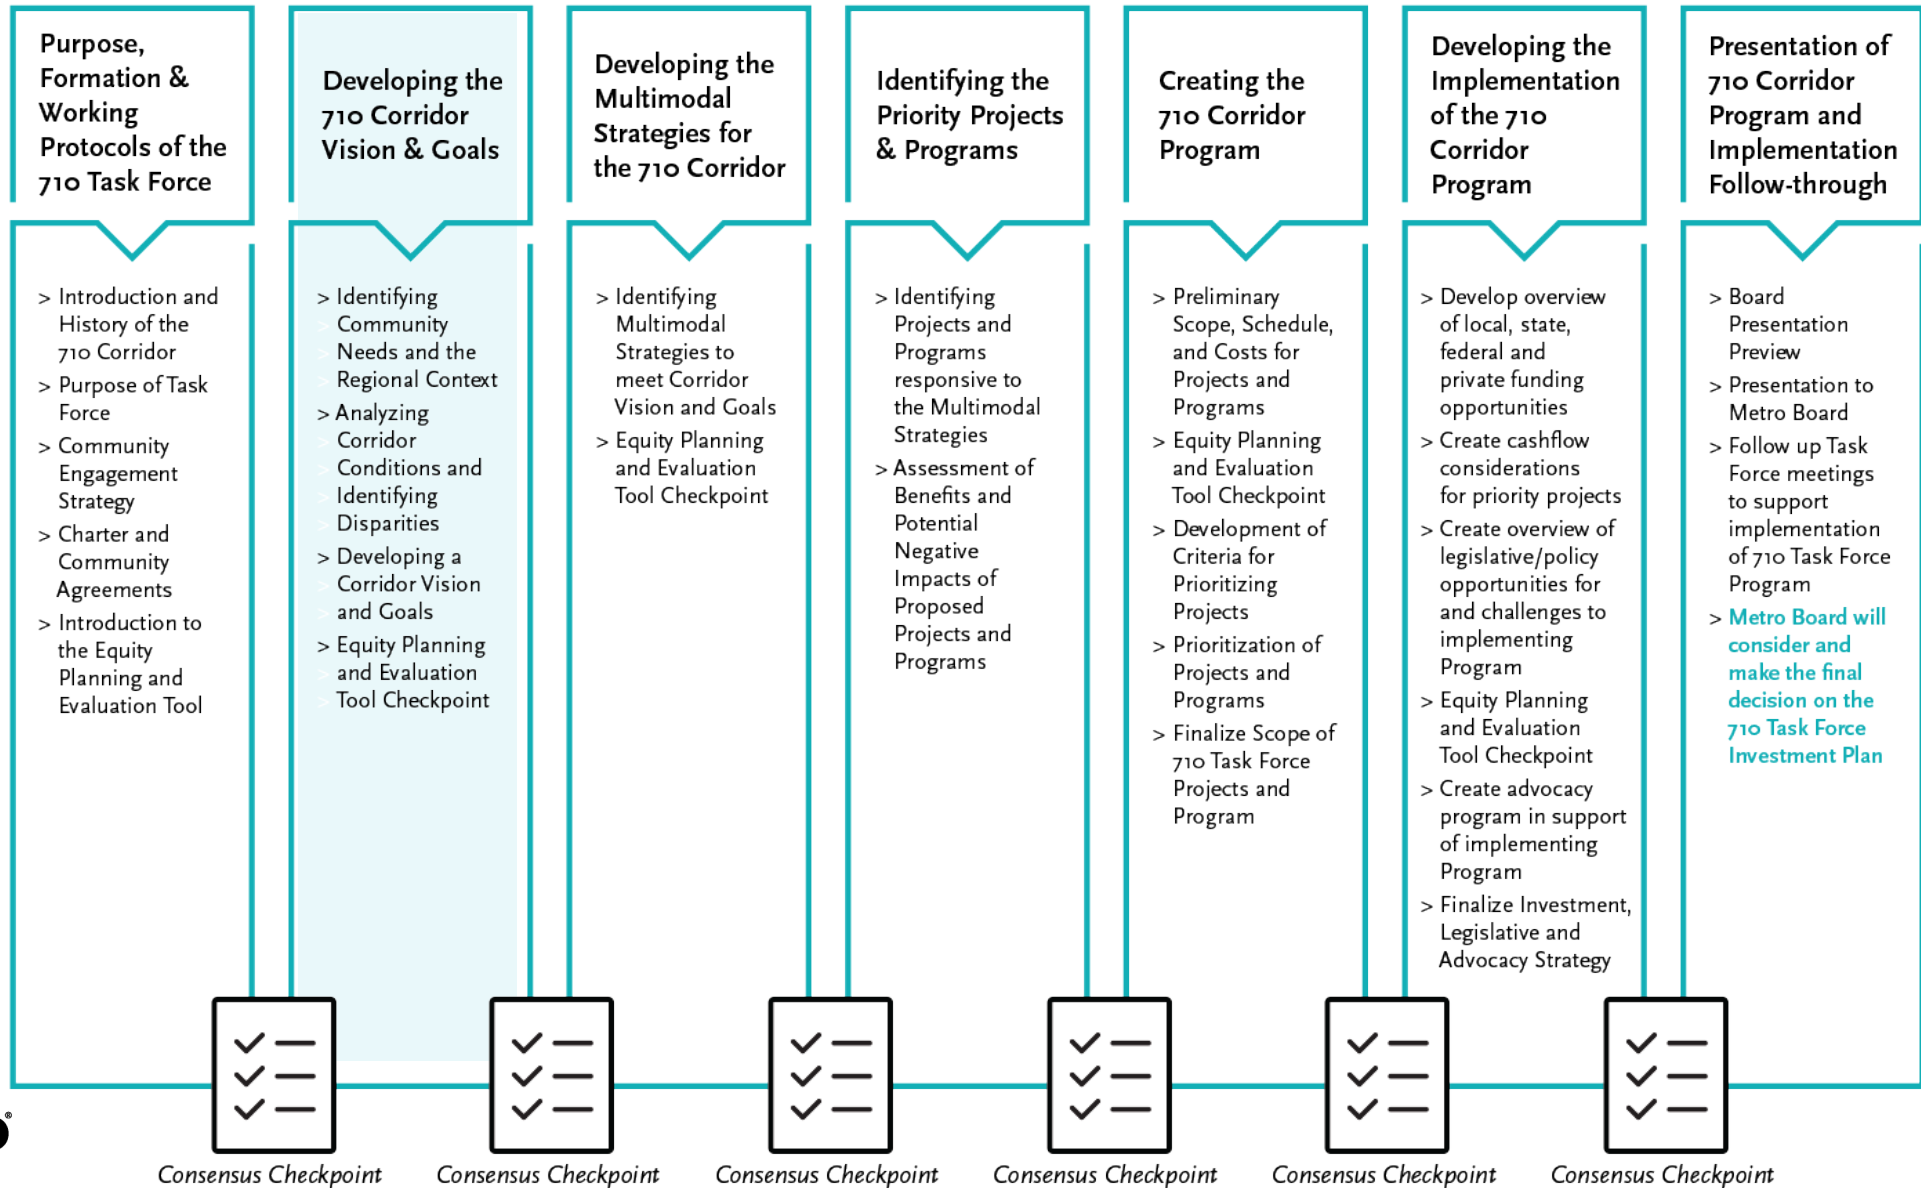 Purpose,
Formation &
Working
Protocols of the
710 Task Force
> Introduction and
History of the
710 Corridor
> Purpose of Task
Force
> Community
Engagement
Strategy
> Charter and
Community
Agreements
> Introduction to
the Equity
Planning and
Evaluation Tool
Developing the
710 Corridor
Vision & Goals
> Identifying
> Community
> Needs and the
> Regional Context
> Analyzing
> Corridor
> Conditions and
> Identifying
> Disparities
> Developing a
> Corridor Vision
> and Goals
> Equity Planning
> and Evaluation
> Tool Checkpoint
Developing the
Multimodal
Strategies for
the 710 Corridor
> Identifying
Multimodal
Strategies to
meet Corridor
Vision and Goals
> Equity Planning
and Evaluation
Tool Checkpoint
Identifying the
Priority Projects
& Programs
> Identifying
Projects and
Programs
responsive to
the Multimodal
Strategies
> Assessment of
Benefits and
Potential
Negative
Impacts of
Proposed
Projects and
Programs
Creating the
710 Corridor
Program
> Preliminary
Scope, Schedule,
and Costs for
Projects and
Programs
> Equity Planning
and Evaluation
Tool Checkpoint
> Development of
Criteria for
Prioritizing
Projects
> Prioritization of
Projects and
Programs
> Finalize Scope of
710 Task Force
Projects and
Program
Developing the
Implementation
of the 710
Corridor
Program
> Develop overview
of local, state,
federal and
private funding
opportunities
> Create cashflow
considerations
for priority projects
> Create overview of
legislative/policy
opportunities for
and challenges to
implementing
Program
> Equity Planning
and Evaluation
Tool Checkpoint
> Create advocacy
program in support
of implementing
Program
> Finalize Investment,
Legislative and
Advocacy Strategy
Presentation of
710 Corridor
Program and
Implementation
Follow-through
> Board
Presentation
Preview
> Presentation to
Metro Board
> Follow up Task
Force meetings
to support
implementation
of 710 Task Force
Program
> Metro Board will
consider and
make the final
decision on the
710 Task Force
Investment Plan
®
Consensus Checkpoint
Consensus Checkpoint
Consensus Checkpoint
Consensus Checkpoint
Consensus Checkpoint
Consensus Checkpoint